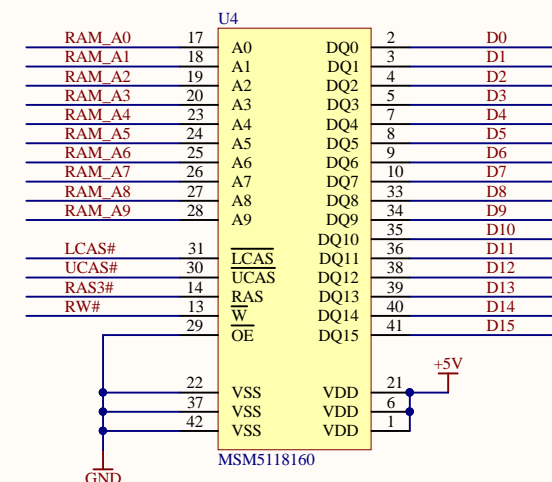 U4
RAM_A0 17 A0 DQ0 2 D0
RAM_A1 18 A1 DQ1 3 D1
RAM_A2 19 A2 DQ2 4 D2
RAM_A3 20 A3 DQ3 5 D3
RAM_A4 23 A4 DQ4 7 D4
RAM_A5 24 A5 DQ5 8 D5
RAM_A6 25 A6 DQ6 9 D6
RAM_A7 26 A7 DQ7 10 D7
RAM_A8 27 A8 DQ8 33 D8
RAM_A9 28 A9 DQ9 34 D9
DQ10 35 D10
LCAS# 31 LCAS DQ11 36 D11
UCAS# 30 UCAS DQ12 38 D12
RAS3# 14 RAS DQ13 39 D13
RW# 13 W DQ14 40 D14
29 OE DQ15 41 D15
+5V
22 VSS VDD 21
37 VSS VDD 6
42 VSS VDD 1
MSM5118160
GND